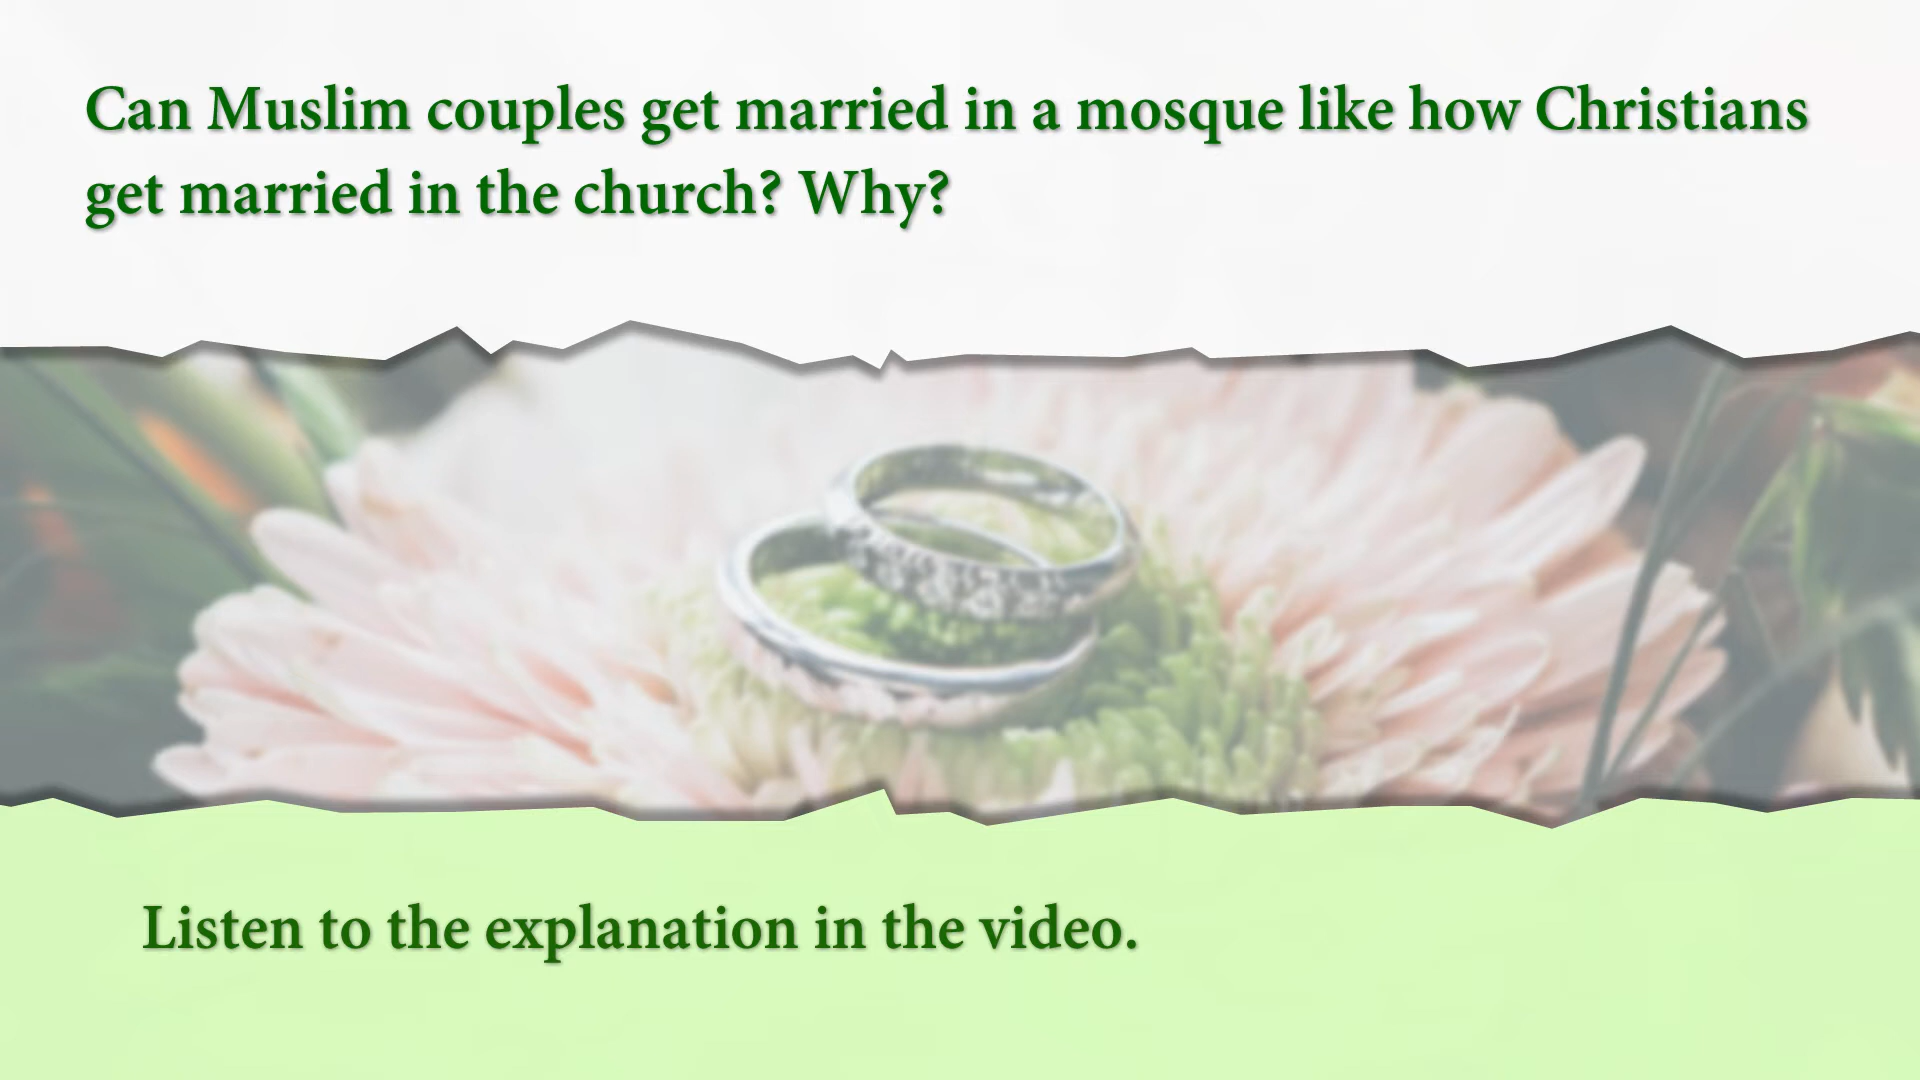 Can Muslim couples get married in a mosque like how Christians
get married in the church? Why?
Listen to the explanation in the video.